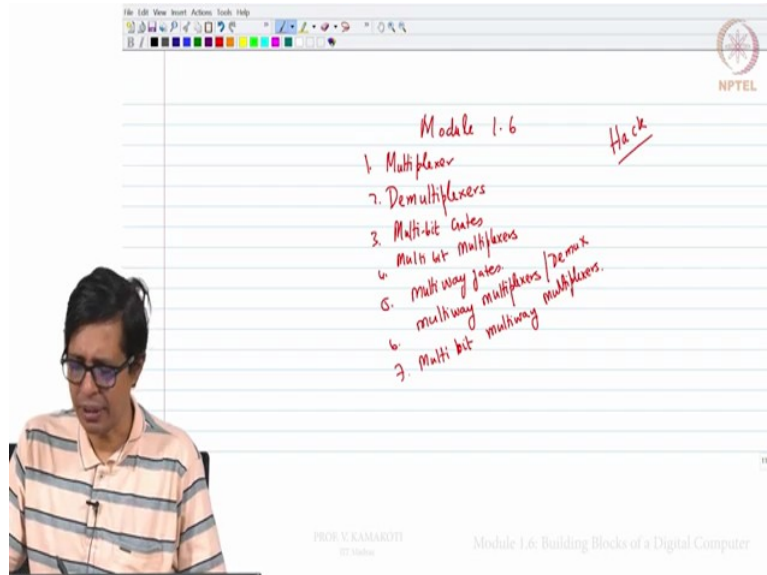 File Edit View Insert Actions Tools Help
B I
NPTEL
Module 1.6
Hack
1. Multiplexer
2. Demultiplexers
3. Multi-bit Gates
4. Multi bit Multiplexers
5. multiway gates.
6. multiway multiplexers/Demux
7. Multi bit multiway multiplexers.
11
PROF. V. KAMAKOTI
IIT Madras
Module 1.6: Building Blocks of a Digital Computer